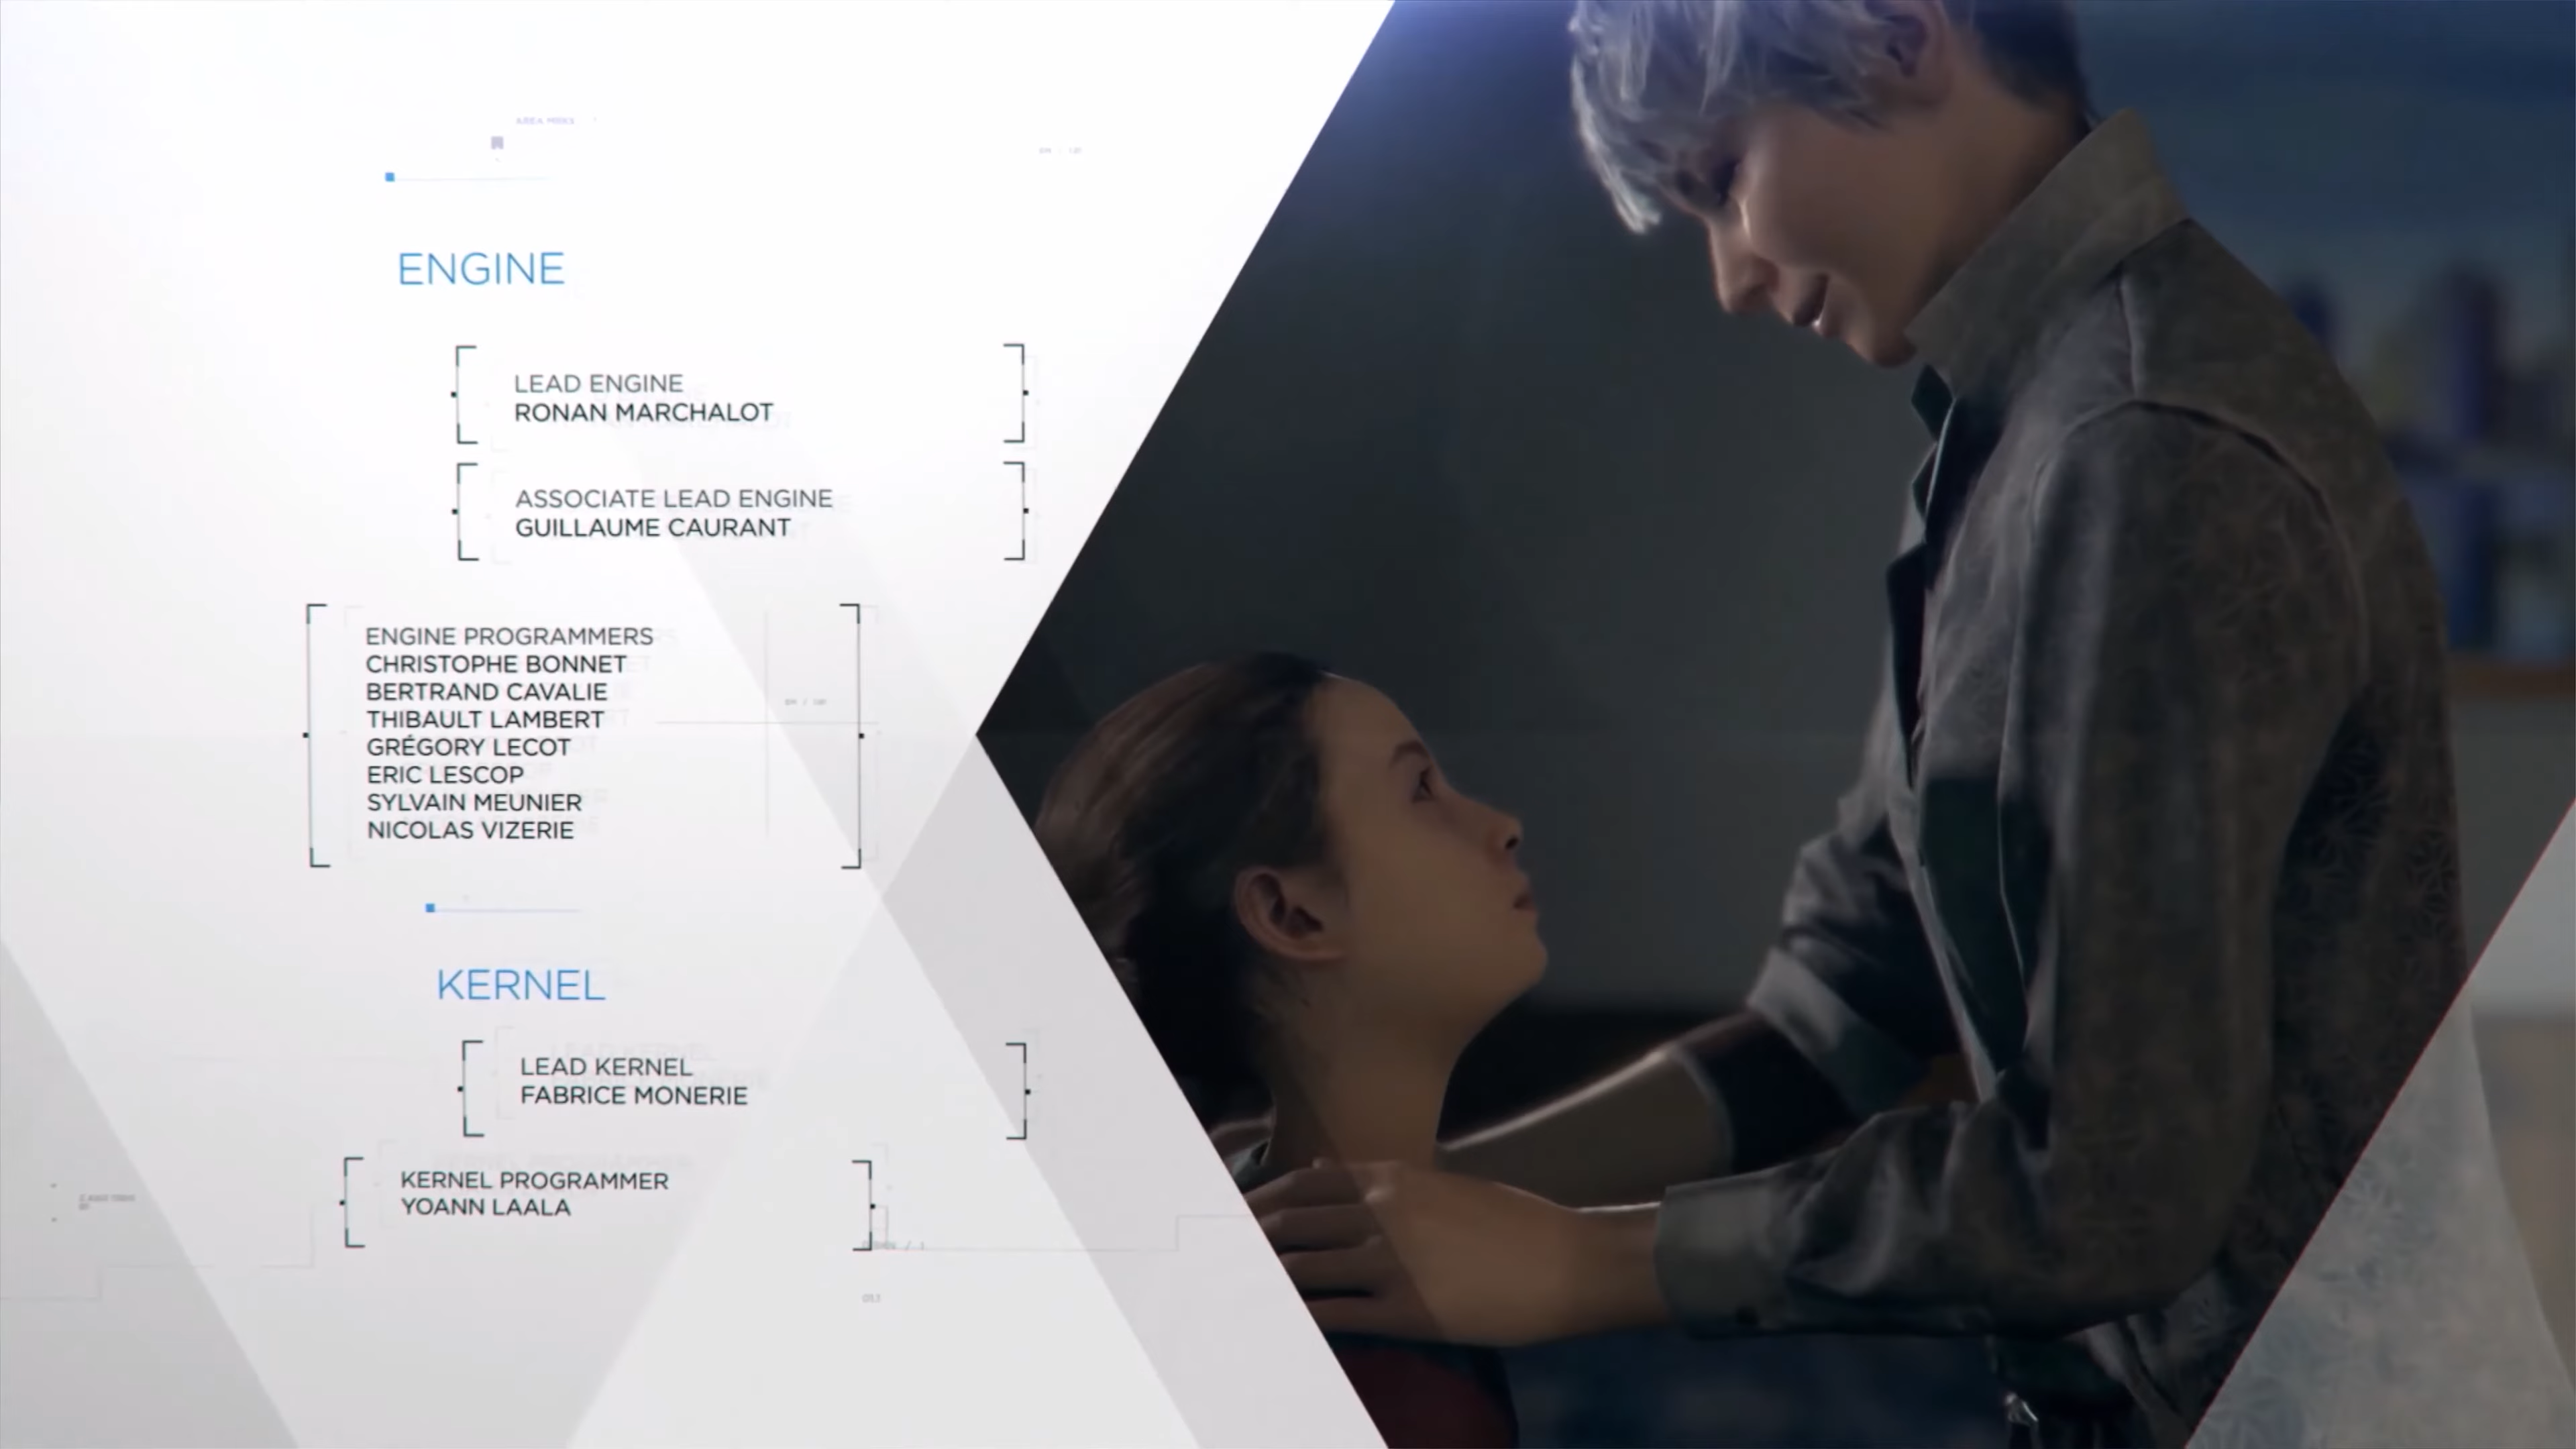 ENGINE
LEAD ENGINE
RONAN MARCHALOT
ASSOCIATE LEAD ENGINE
GUILLAUME CAURANT
ENGINE PROGRAMMERS
CHRISTOPHE BONNET
BERTRAND CAVALIE
THIBAULT LAMBERT
GRÉGORY LECOT
ERIC LESCOP
SYLVAIN MEUNIER
NICOLAS VIZERIE
KERNEL
LEAD KERNEL
FABRICE MONERIE
KERNEL PROGRAMMER
YOANN LAALA